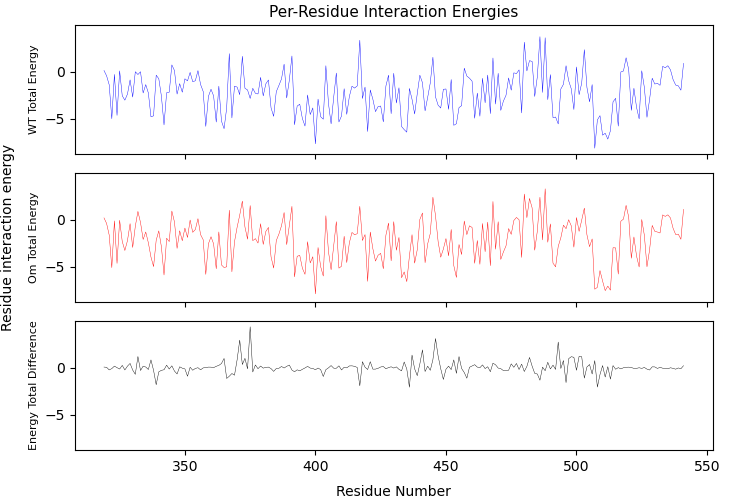 Per-Residue Interaction Energies
Residue interaction energy
WT Total Energy
0
−5
Om Total Energy
0
−5
Energy Total Difference
0
−5
350
400
450
500
550
Residue Number